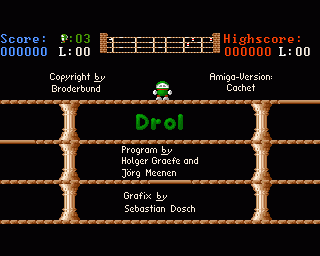 Score: P:03 Highscore:
000000 L:00 000000 L:00
Copyright by
Broderbund
Amiga-Version:
Cachet
Drol
Program by
Holger Graefe and
Jörg Meenen
Grafix by
Sebastian Dosch